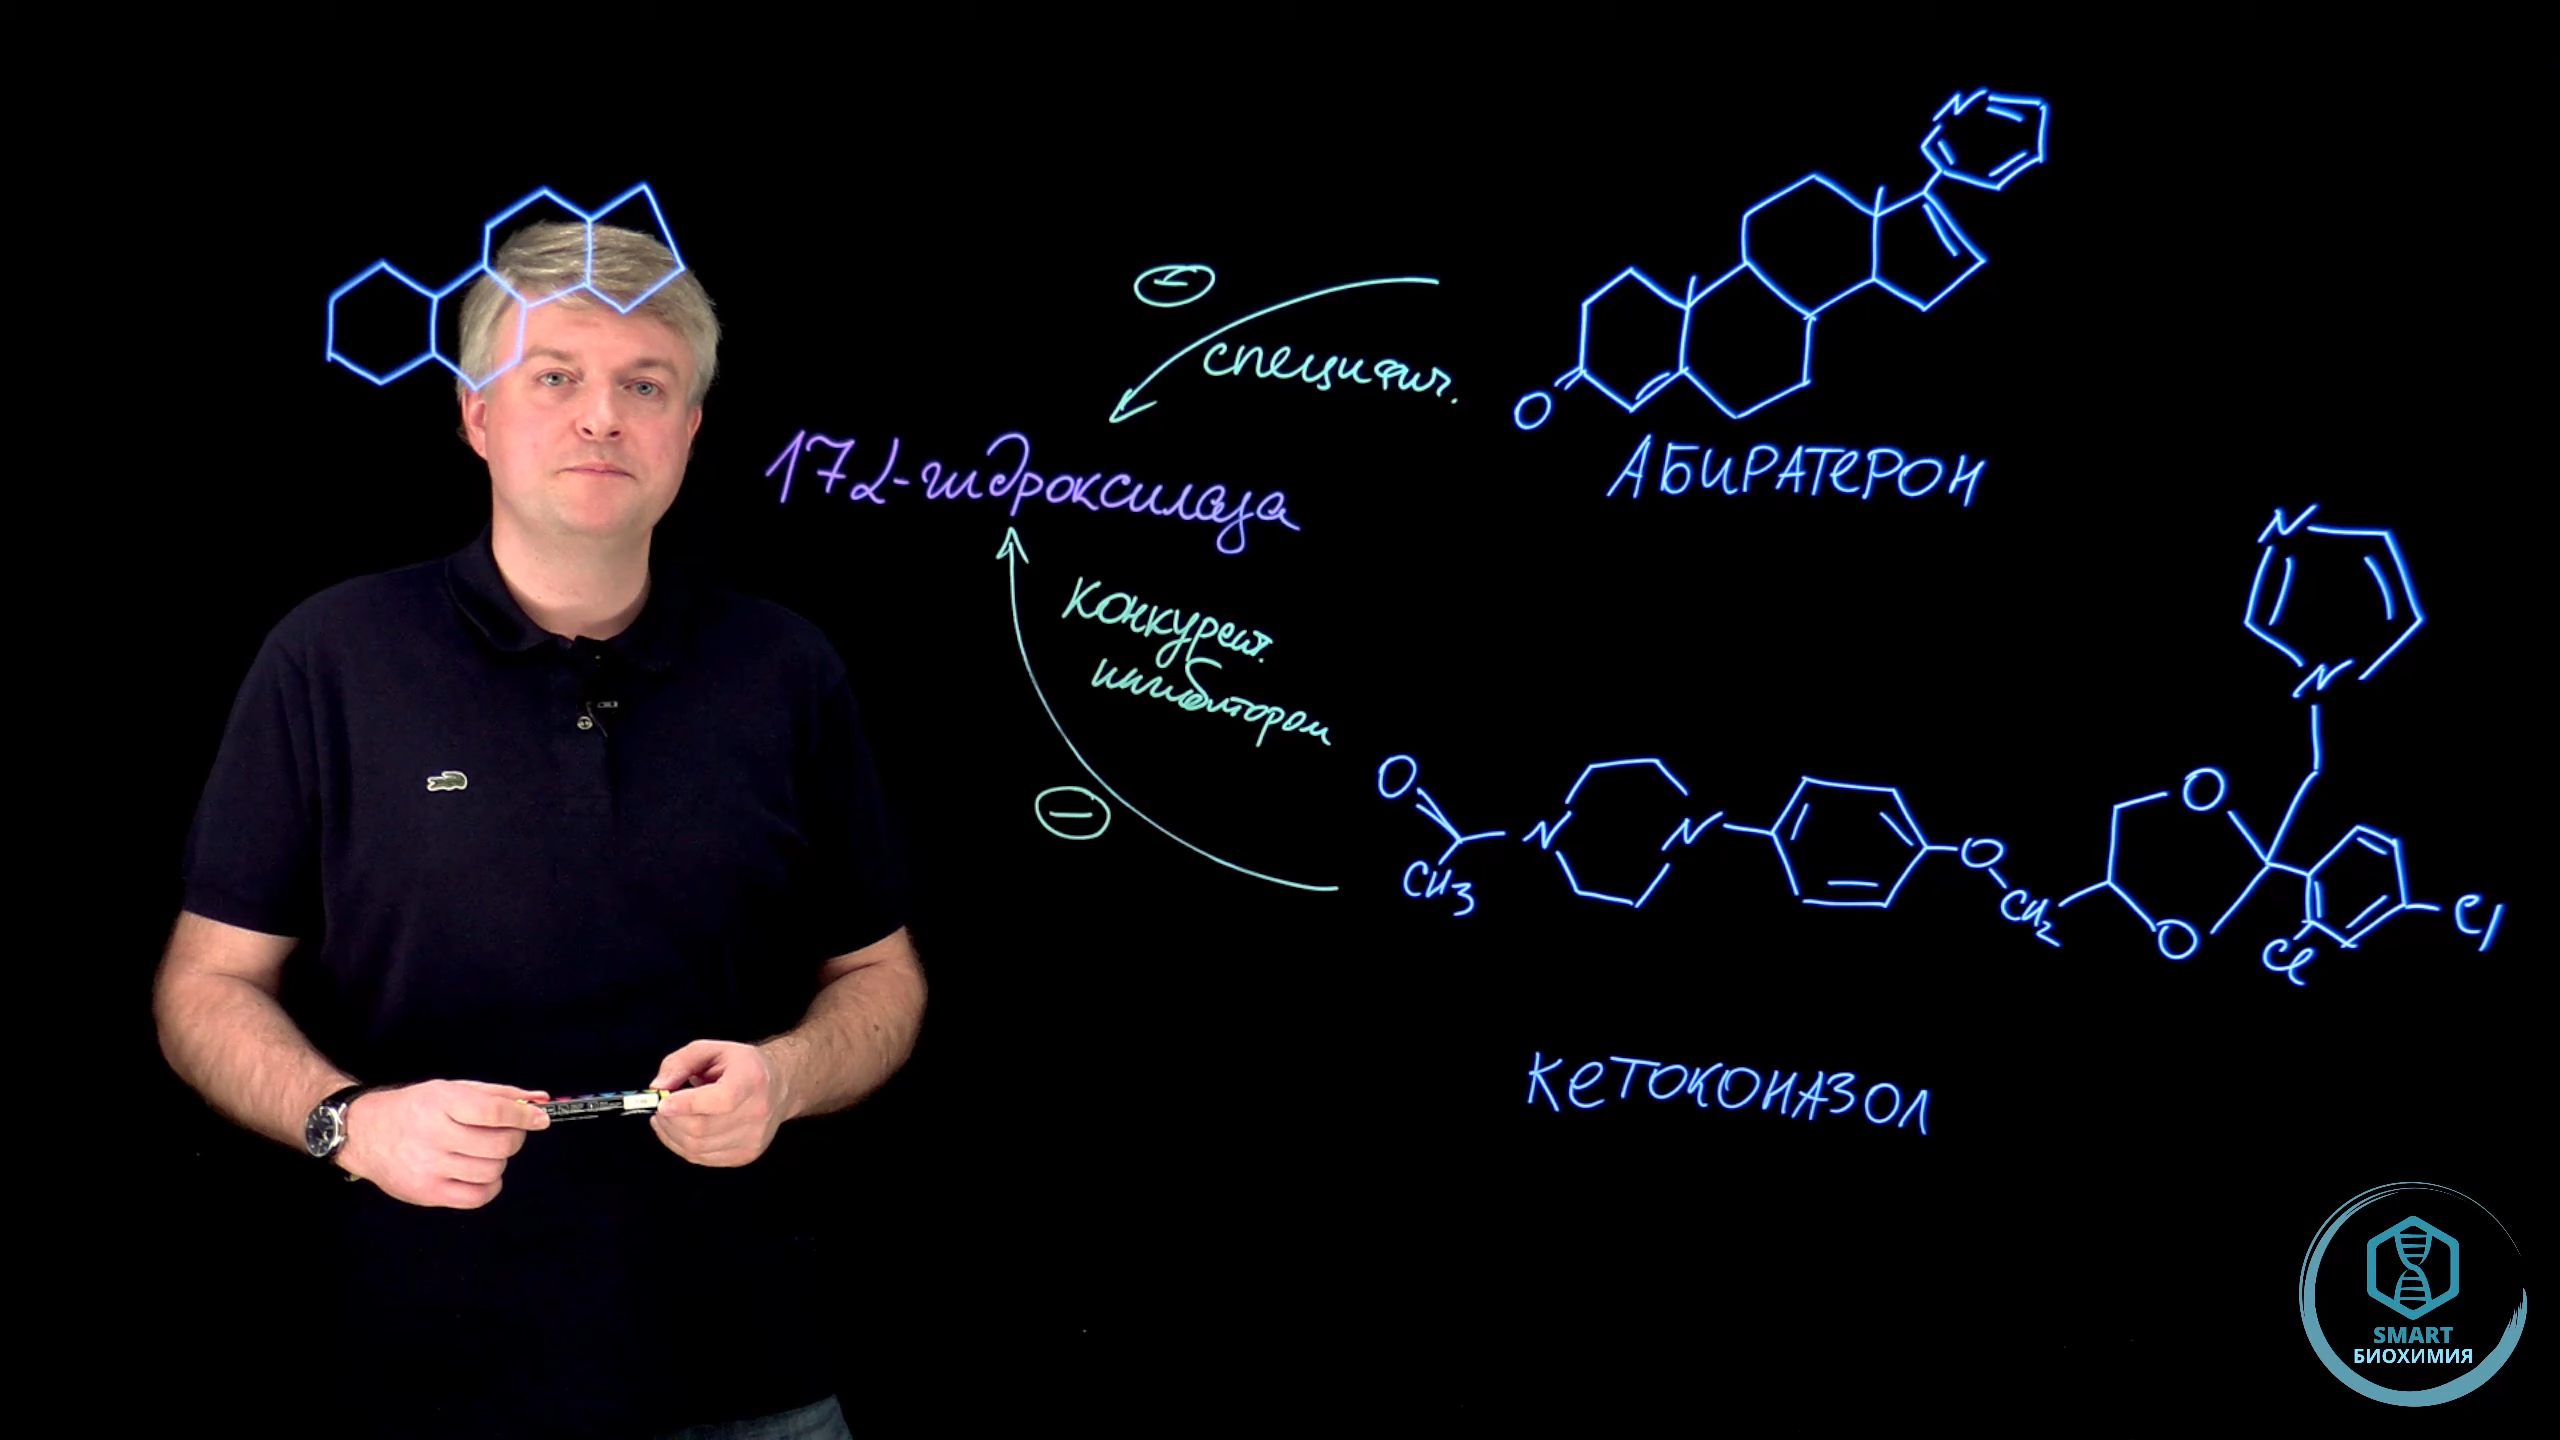 N
⊖
специфич.
O
17α-гидроксилаза
АБИРАТЕРОН
N
конкурент.
ингибитором
N
O
O
⊖
N
N
O
CH3
CH2
O
Cl
Cl
КЕТОКОНАЗОЛ
SMART
БИОХИМИЯ